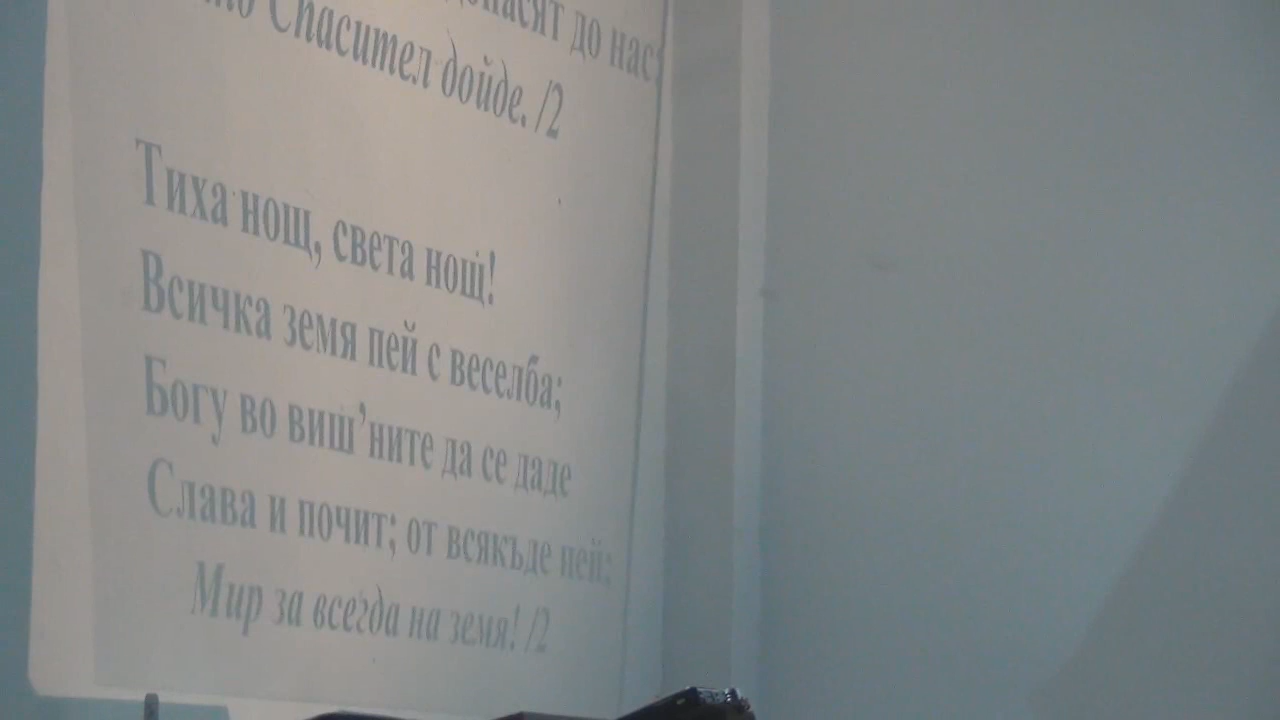 до нас
Спасител дойде. /2
Тиха нощ, света нощ!
Всичка земя пей с веселба;
Богу во виш’ните да се даде
Слава и почит; от всякъде пей:
Мир за всегда на земя! /2